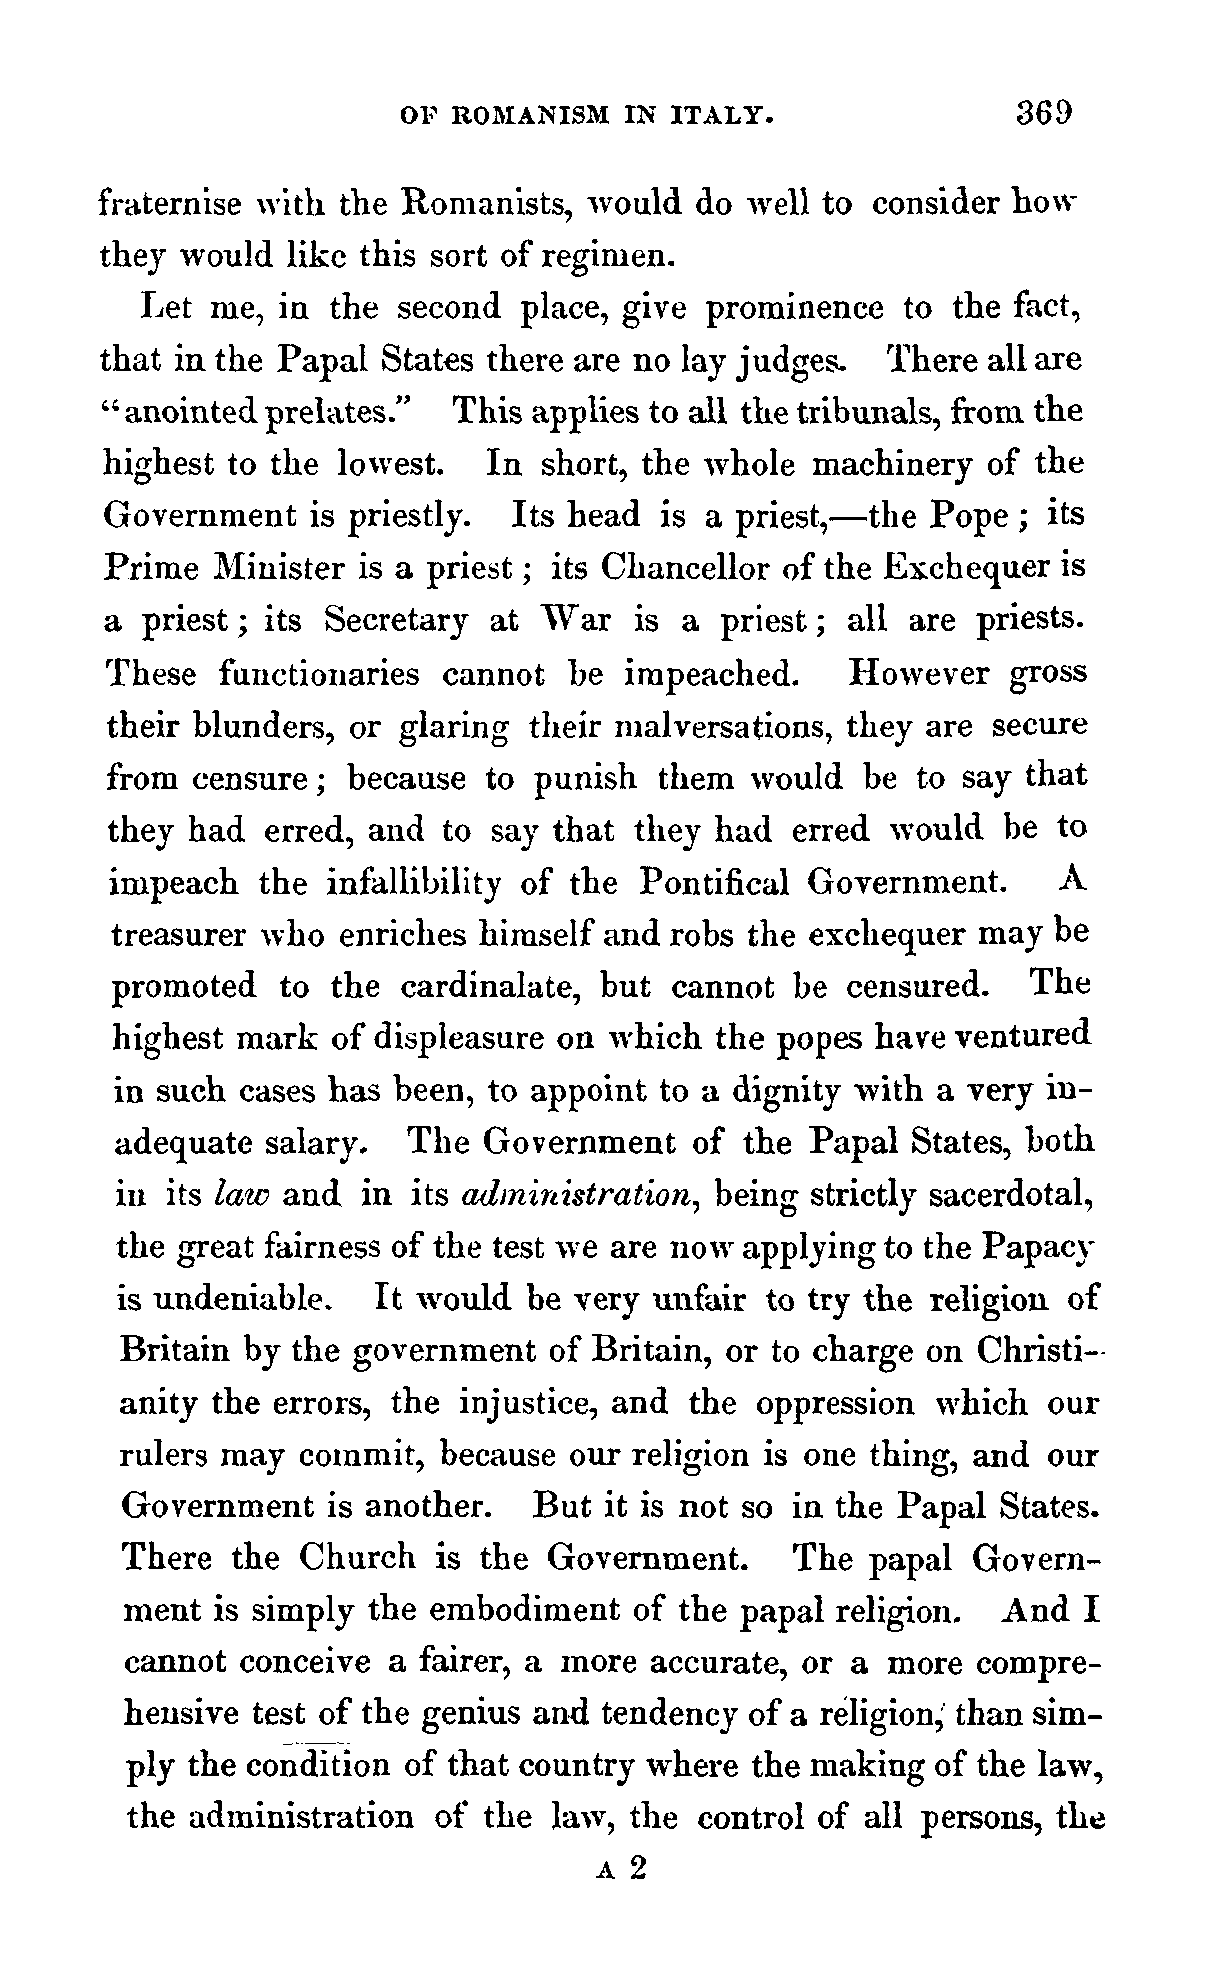 OF ROMANISM IN ITALY. 369
fraternise with the Romanists, would do well to consider how
they would like this sort of regimen.
Let me, in the second place, give prominence to the fact,
that in the Papal States there are no lay judges. There all are
“anointed prelates.” This applies to all the tribunals, from the
highest to the lowest. In short, the whole machinery of the
Government is priestly. Its head is a priest,—the Pope ; its
Prime Minister is a priest ; its Chancellor of the Exchequer is
a priest ; its Secretary at War is a priest ; all are priests.
These functionaries cannot be impeached. However gross
their blunders, or glaring their malversations, they are secure
from censure ; because to punish them would be to say that
they had erred, and to say that they had erred would be to
impeach the infallibility of the Pontifical Government. A
treasurer who enriches himself and robs the exchequer may be
promoted to the cardinalate, but cannot be censured. The
highest mark of displeasure on which the popes have ventured
in such cases has been, to appoint to a dignity with a very in-
adequate salary. The Government of the Papal States, both
in its law and in its administration, being strictly sacerdotal,
the great fairness of the test we are now applying to the Papacy
is undeniable. It would be very unfair to try the religion of
Britain by the government of Britain, or to charge on Christi-
anity the errors, the injustice, and the oppression which our
rulers may commit, because our religion is one thing, and our
Government is another. But it is not so in the Papal States.
There the Church is the Government. The papal Govern-
ment is simply the embodiment of the papal religion. And I
cannot conceive a fairer, a more accurate, or a more compre-
hensive test of the genius and tendency of a religion, than sim-
ply the condition of that country where the making of the law,
the administration of the law, the control of all persons, the
A 2